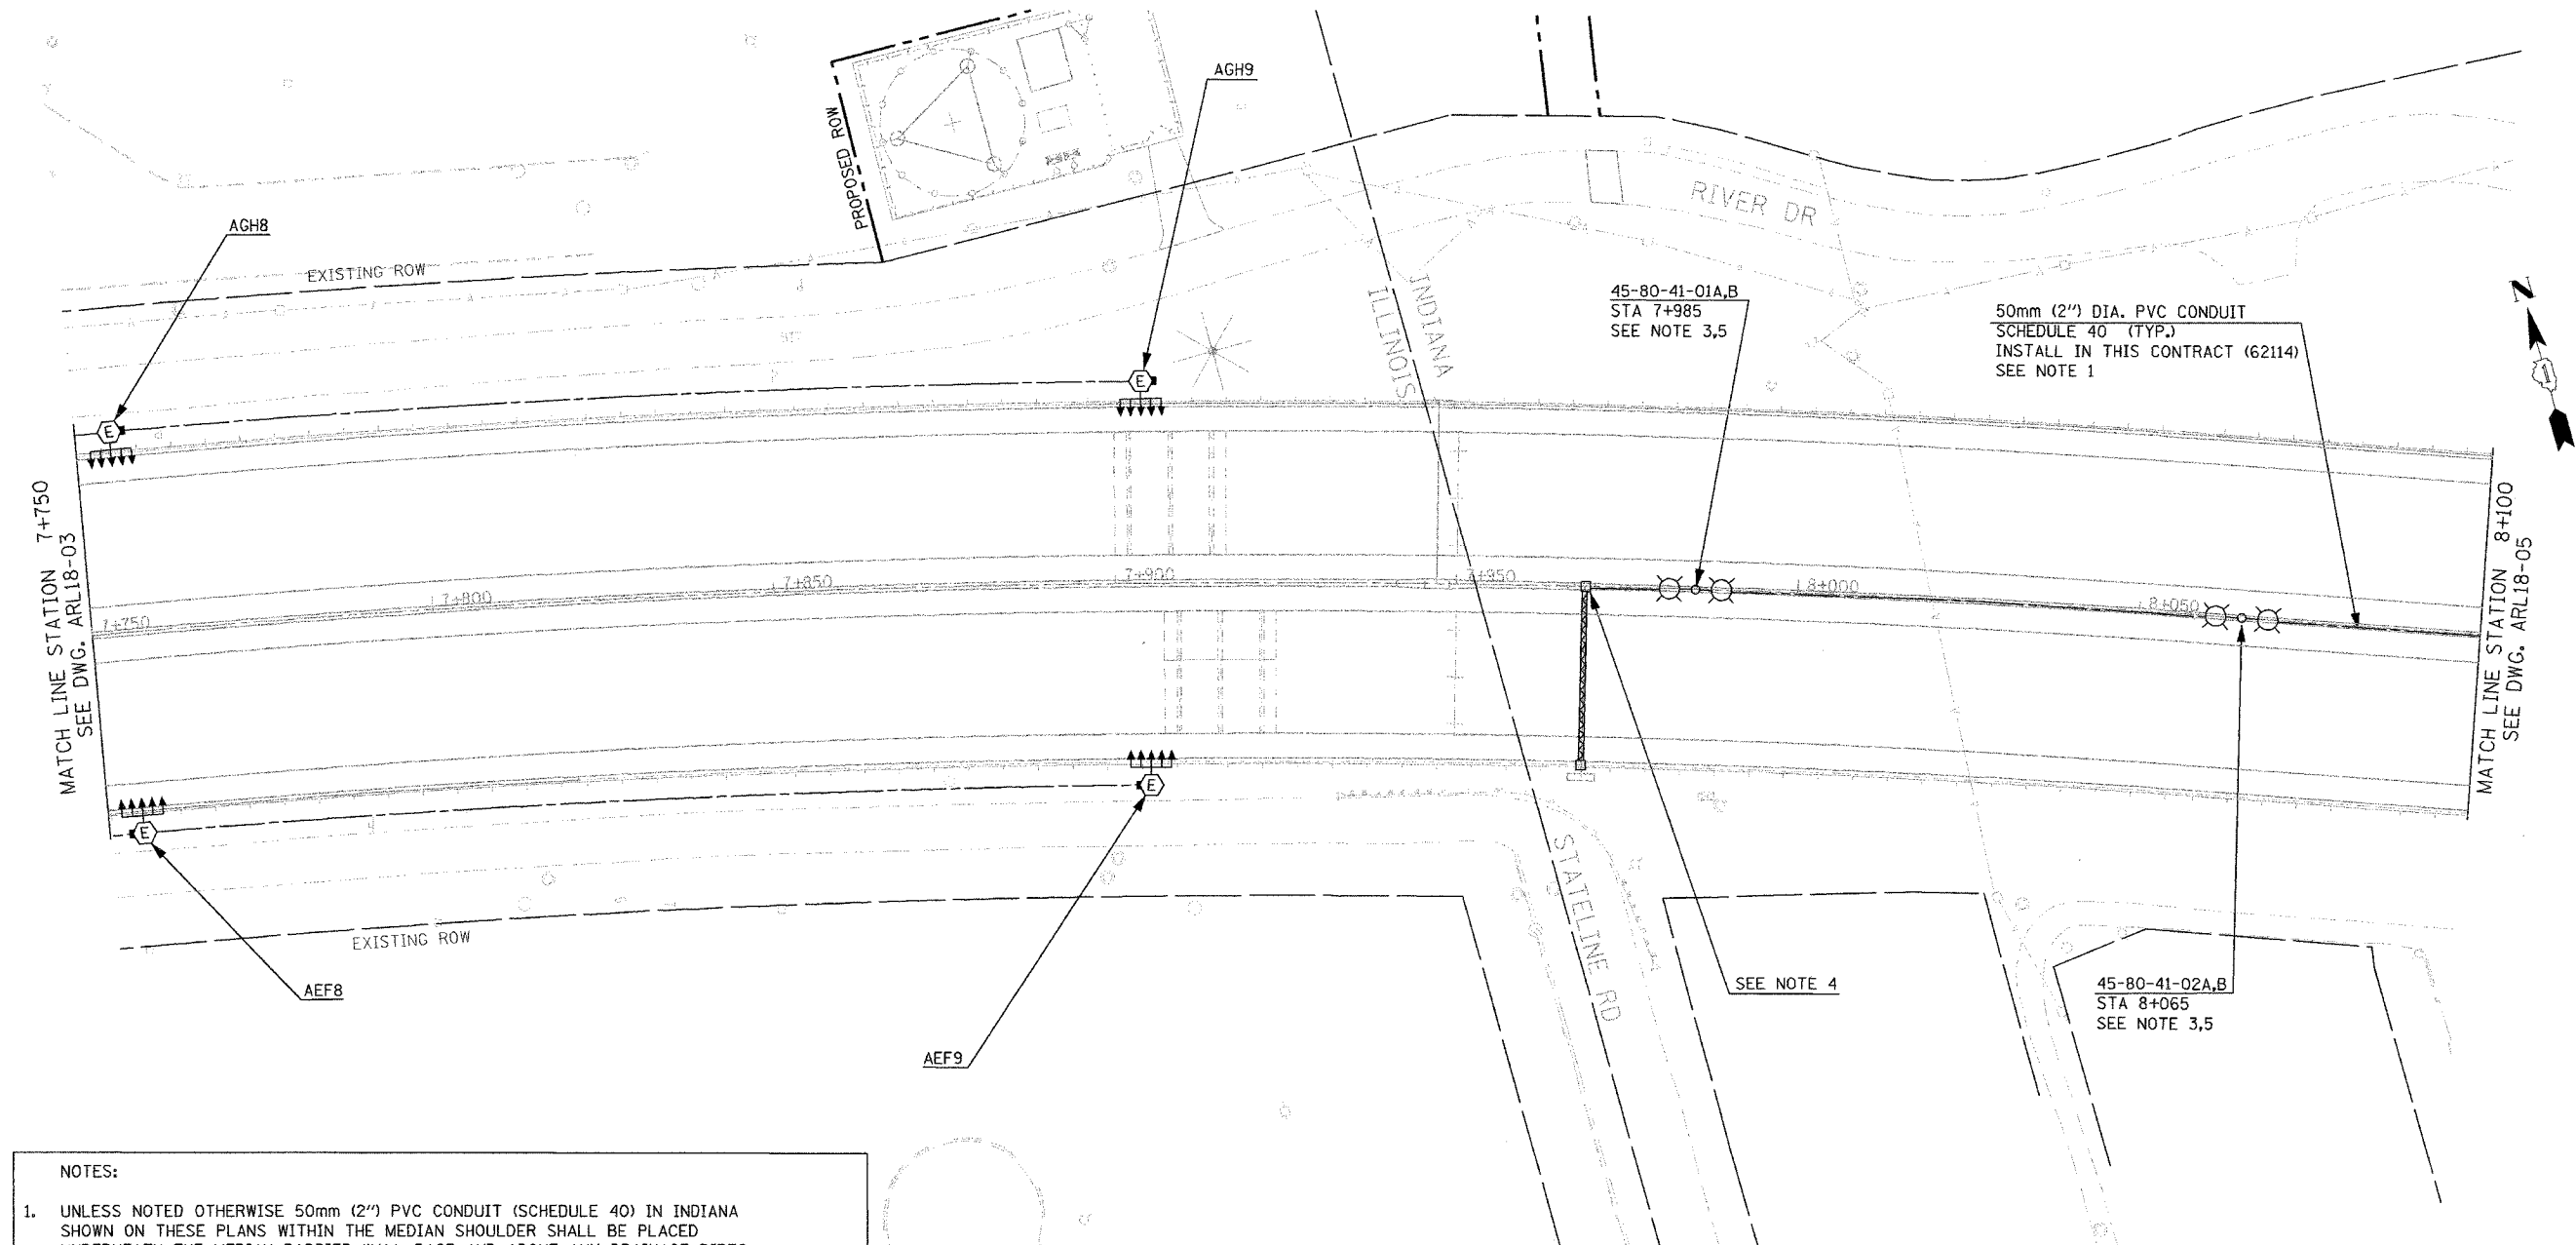 AGH9
PROPOSED ROW
RIVER DR
AGH8
EXISTING ROW
INDIANA
ILLINOIS
45-80-41-01A,B
STA 7+985
SEE NOTE 3,5
50mm (2") DIA. PVC CONDUIT
SCHEDULE 40 (TYP.)
INSTALL IN THIS CONTRACT (62114)
SEE NOTE 1
N
E
E
MATCH LINE STATION 7+750
SEE DWG. ARL18-03
7+750
7+800
7+850
7+900
7+950
8+000
8+050
MATCH LINE STATION 8+100
SEE DWG. ARL18-05
E
E
EXISTING ROW
STATELINE RD
AEF8
AEF9
SEE NOTE 4
45-80-41-02A,B
STA 8+065
SEE NOTE 3,5
NOTES:
1. UNLESS NOTED OTHERWISE 50mm (2") PVC CONDUIT (SCHEDULE 40) IN INDIANA
SHOWN ON THESE PLANS WITHIN THE MEDIAN SHOULDER SHALL BE PLACED